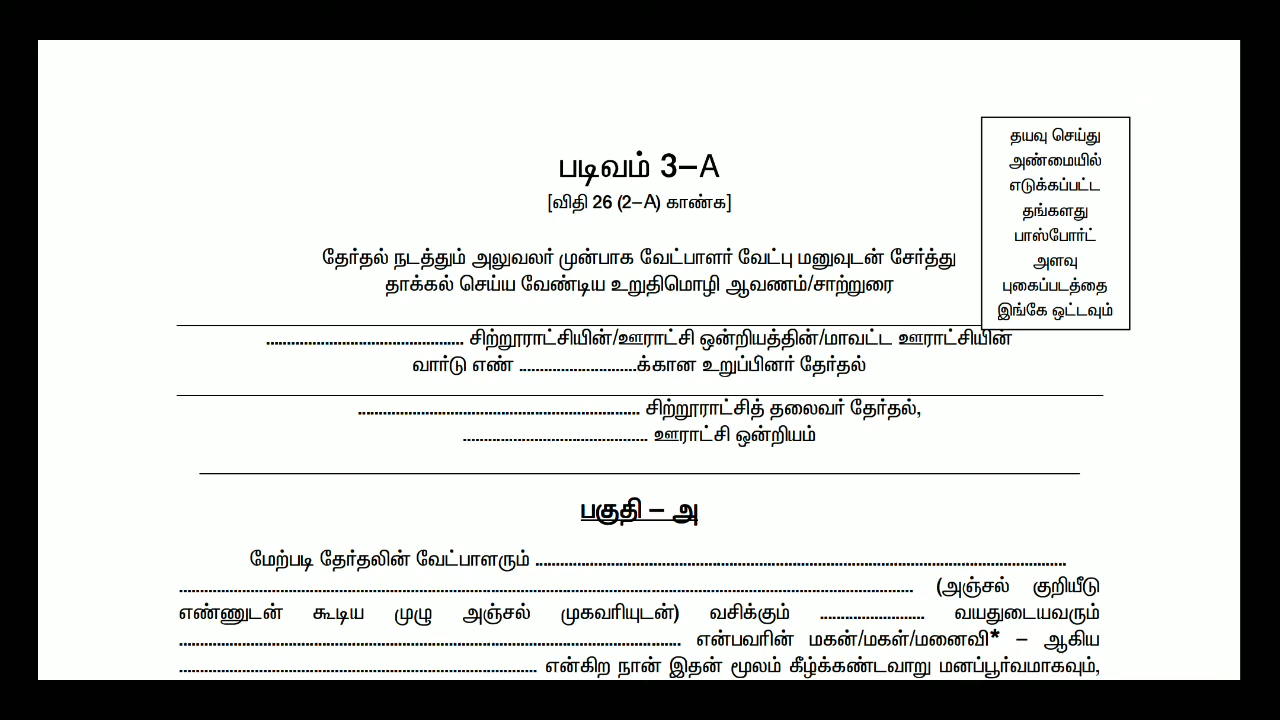 படிவம் 3–A
[விதி 26 (2–A) காண்க]
தயவு செய்து
அண்மையில்
எடுக்கப்பட்ட
தங்களது
பாஸ்போர்ட்
அளவு
புகைப்படத்தை
இங்கே ஒட்டவும்
தேர்தல் நடத்தும் அலுவலர் முன்பாக வேட்பாளர் வேட்பு மனுவுடன் சேர்த்து
தாக்கல் செய்ய வேண்டிய உறுதிமொழி ஆவணம்/சாற்றுரை
............................................... சிற்றூராட்சியின்/ஊராட்சி ஒன்றியத்தின்/மாவட்ட ஊராட்சியின்
வார்டு எண் ............................க்கான உறுப்பினர் தேர்தல்
................................................................... சிற்றூராட்சித் தலைவர் தேர்தல்,
............................................ ஊராட்சி ஒன்றியம்
பகுதி – அ
மேற்படி தேர்தலின் வேட்பாளரும் ..............................................................................................................................
............................................................................................................................................................................... (அஞ்சல் குறியீடு
எண்ணுடன் கூடிய முழு அஞ்சல் முகவரியுடன்) வசிக்கும் ......................... வயதுடையவரும்
....................................................................................................................... என்பவரின் மகன்/மகள்/மனைவி* – ஆகிய
..................................................................................... என்கிற நான் இதன் மூலம் கீழ்க்கண்டவாறு மனப்பூர்வமாகவும்,